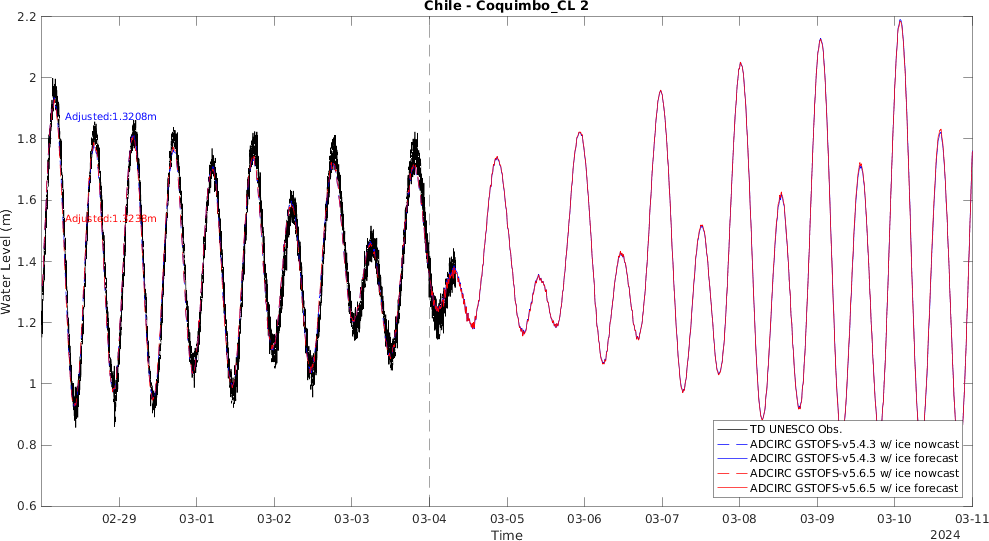 Chile - Coquimbo_CL 2
2.2
2
1.8
1.6
1.4
1.2
1
0.8
0.6
Water Level (m)
Adjusted:1.3208m
Adjusted:1.3238m
TD UNESCO Obs.
ADCIRC GSTOFS-v5.4.3 w/ ice nowcast
ADCIRC GSTOFS-v5.4.3 w/ ice forecast
ADCIRC GSTOFS-v5.6.5 w/ ice nowcast
ADCIRC GSTOFS-v5.6.5 w/ ice forecast
02-29 03-01 03-02 03-03 03-04 03-05 03-06 03-07 03-08 03-09 03-10 03-11
Time
2024